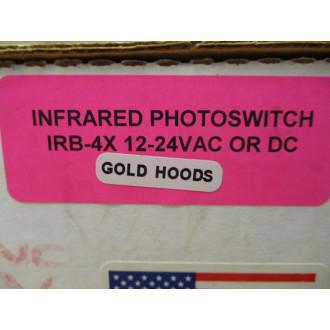 INFRARED PHOTOSWITCH
IRB-4X 12-24VAC OR DC
GOLD HOODS